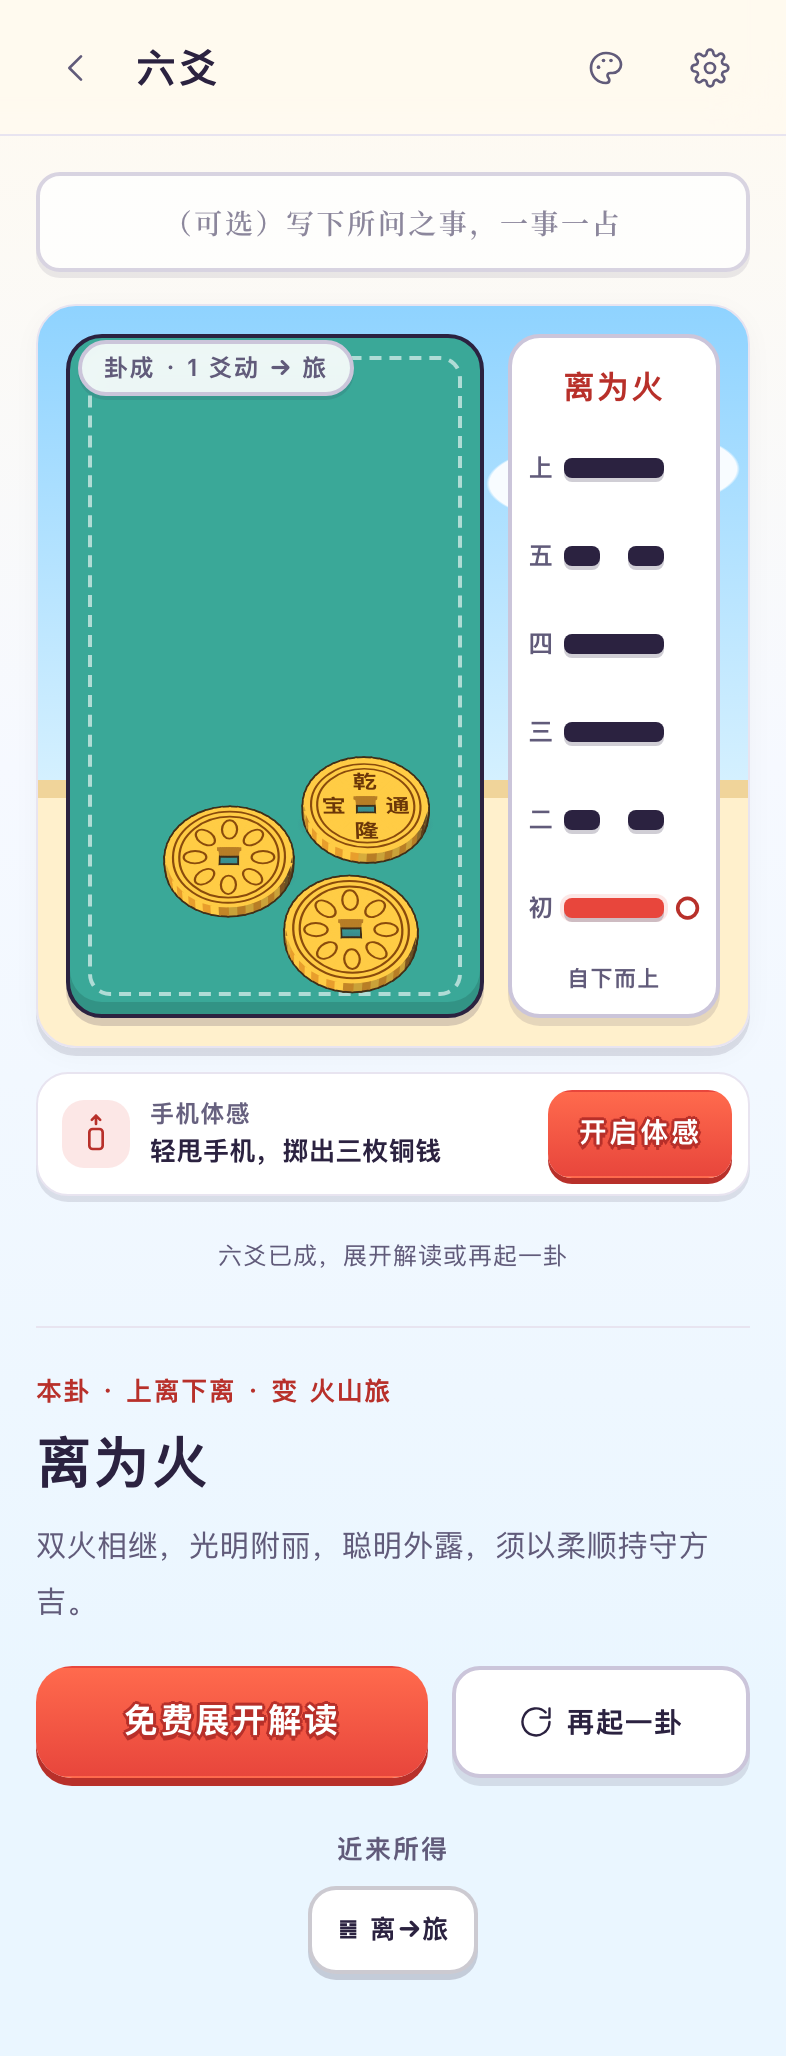 六爻
（可选）写下所问之事，一事一占
卦成 · 1 爻动 → 旅
离为火
上
五
四
三
二
初
自下而上
乾
宝 通
隆
手机体感
轻甩手机，掷出三枚铜钱
开启体感
六爻已成，展开解读或再起一卦
本卦 · 上离下离 · 变 火山旅
离为火
双火相继，光明附丽，聪明外露，须以柔顺持守方
吉。
免费展开解读
再起一卦
近来所得
䷝ 离→旅